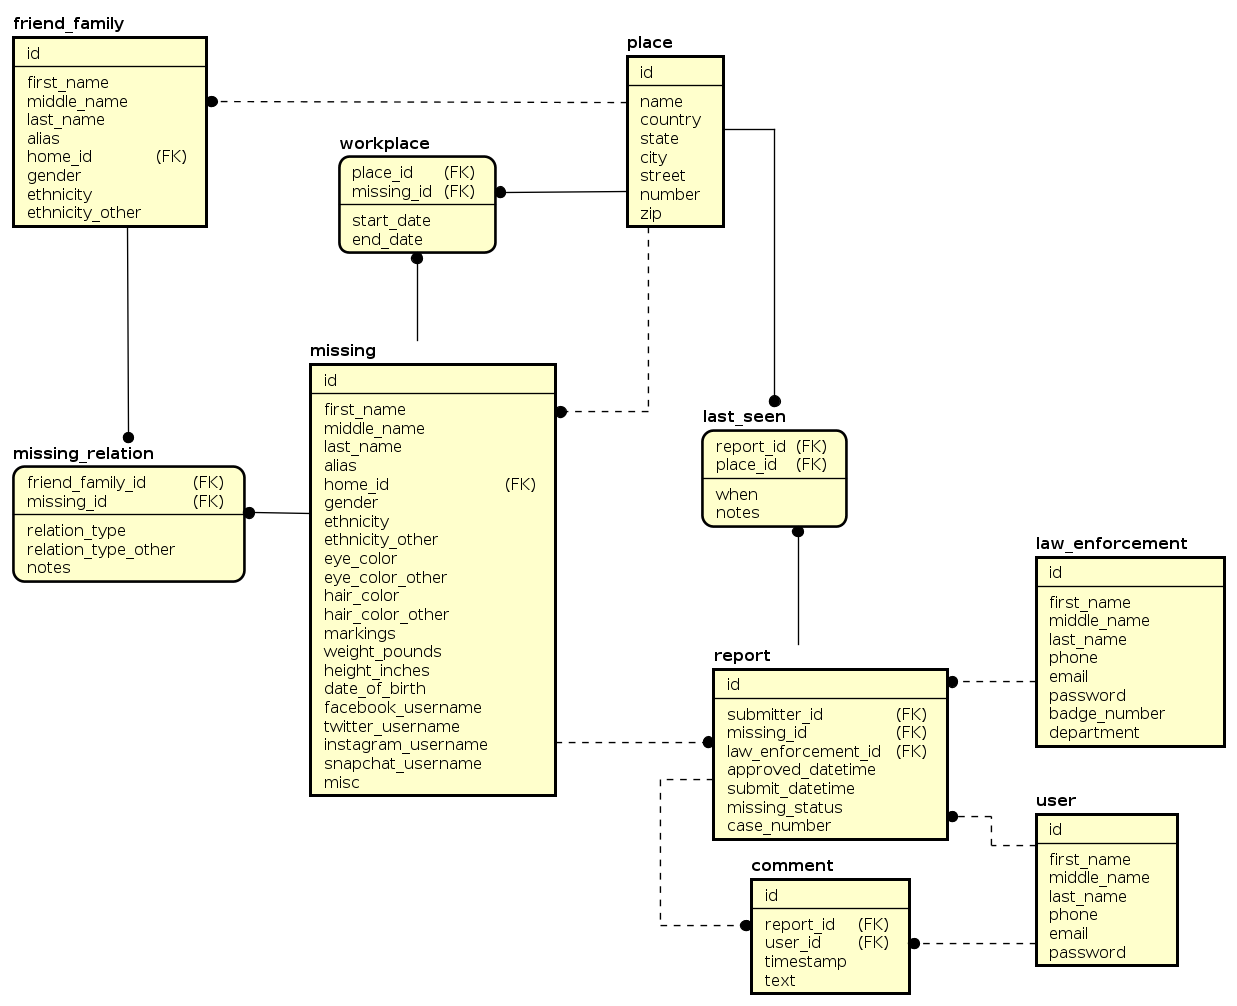 friend_family
id
first_name
middle_name
last_name
alias
home_id (FK)
gender
ethnicity
ethnicity_other
place
id
name
country
state
city
street
number
zip
workplace
place_id (FK)
missing_id (FK)
start_date
end_date
missing
id
first_name
middle_name
last_name
alias
home_id (FK)
gender
ethnicity
ethnicity_other
eye_color
eye_color_other
hair_color
hair_color_other
markings
weight_pounds
height_inches
date_of_birth
facebook_username
twitter_username
instagram_username
snapchat_username
misc
missing_relation
friend_family_id (FK)
missing_id (FK)
relation_type
relation_type_other
notes
last_seen
report_id (FK)
place_id (FK)
when
notes
law_enforcement
id
first_name
middle_name
last_name
phone
email
password
badge_number
department
report
id
submitter_id (FK)
missing_id (FK)
law_enforcement_id (FK)
approved_datetime
submit_datetime
missing_status
case_number
user
id
first_name
middle_name
last_name
phone
email
password
comment
id
report_id (FK)
user_id (FK)
timestamp
text